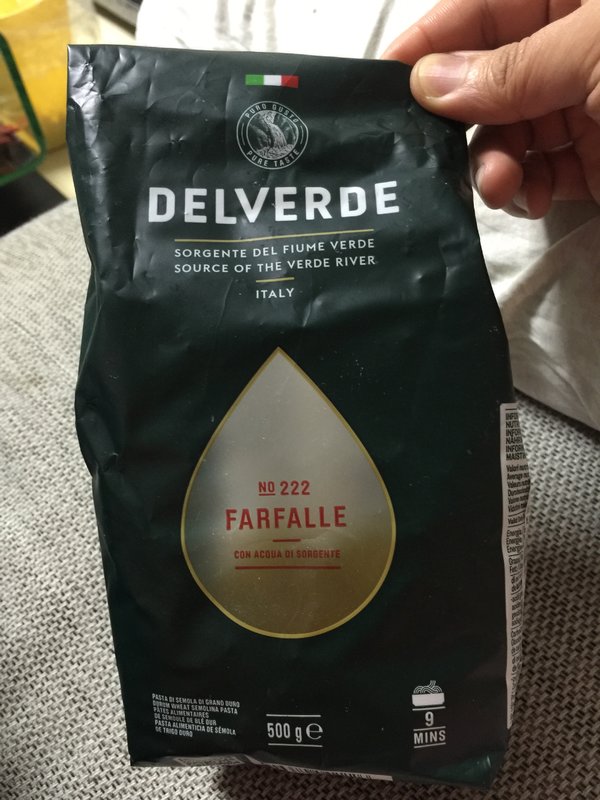 PURO GUSTO
PURE TASTE
DELVERDE
SORGENTE DEL FIUME VERDE
SOURCE OF THE VERDE RIVER
ITALY
NO 222
FARFALLE
CON ACQUA DI SORGENTE
PASTA DI SEMOLA DI GRANO DURO
DURUM WHEAT SEMOLINA PASTA
PÂTES ALIMENTAIRES
DE SEMOULE DE BLÉ DUR
PASTA ALIMENTICIA DE SÉMOLA
DE TRIGO DURO
500 g e
9
MINS